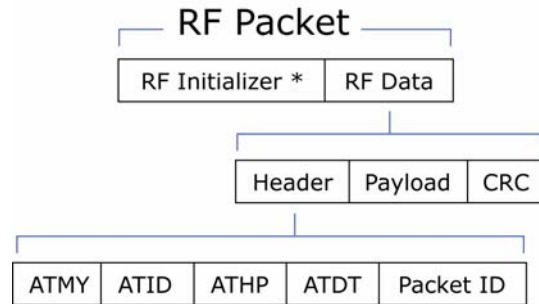 RF Packet
RF Initializer * RF Data
Header Payload CRC
ATMY ATID ATHP ATDT Packet ID